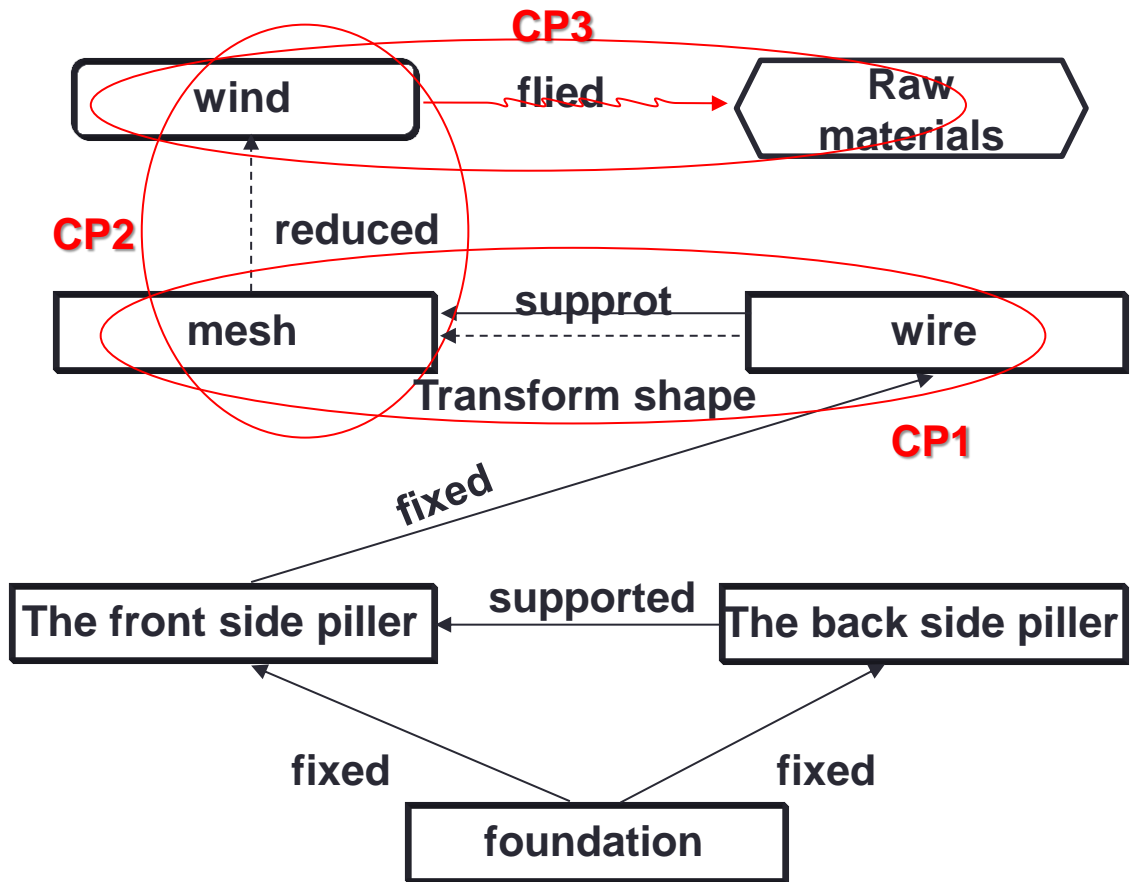 CP3
wind
flied
Raw
materials
CP2
reduced
supprot
mesh
wire
Transform shape
CP1
fixed
The front side piller
supported
The back side piller
fixed
fixed
foundation